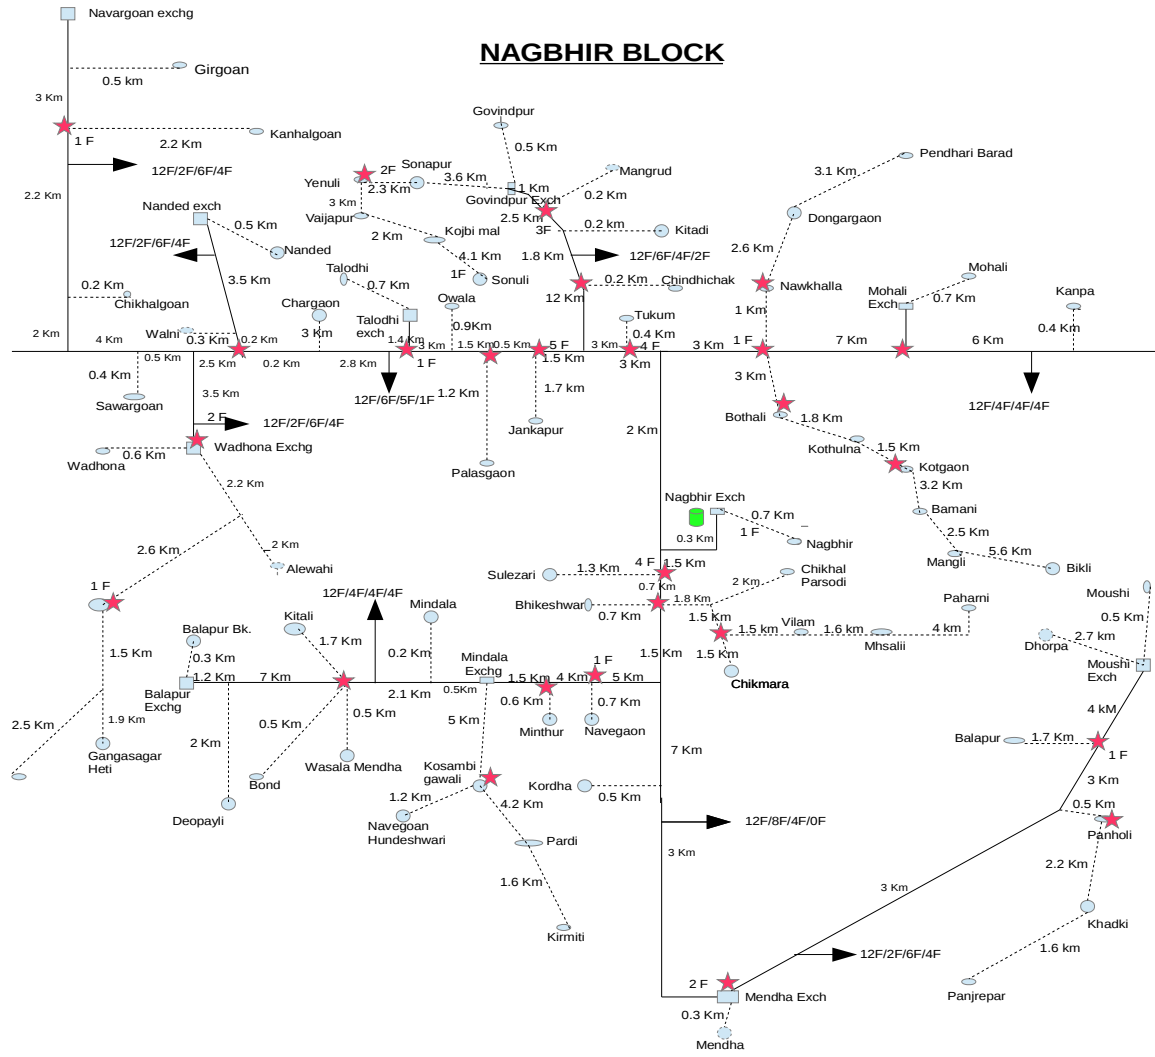 Navargoan exchg
NAGBHIR BLOCK
Girgoan
0.5 km
3 Km
Govindpur
1 F
2.2 Km
Kanhalgoan
0.5 Km
Pendhari Barad
12F/2F/6F/4F
2F
Sonapur
3.6 Km
Mangrud
3.1 Km
Yenuli
2.3 Km
1 Km
0.2 Km
2.2 Km
Govindpur Exch
Nanded exch
3 Km
Vaijapur
2.5 Km
0.2 km
Dongargaon
0.5 Km
2 Km
Kojbi mal
3F
Kitadi
12F/2F/6F/4F
Nanded
4.1 Km
1.8 Km
12F/6F/4F/2F
2.6 Km
Talodhi
1F
Sonuli
Mohali
0.2 Km
3.5 Km
0.7 Km
0.2 Km
Chindhichak
Nawkhalla
Mohali
Exch
0.7 Km
Kanpa
Chikhalgoan
Chargaon
Owala
12 Km
1 Km
Walni
3 Km
Talodhi
exch
0.9Km
Tukum
0.4 Km
0.4 Km
2 Km
4 Km
0.3 Km
0.2 Km
1.4 Km
3 Km
1.5 Km
0.5 Km
5 F
3 Km
4 F
3 Km
1 F
7 Km
6 Km
0.5 Km
2.5 Km
0.2 Km
2.8 Km
1 F
1.5 Km
3 Km
0.4 Km
3.5 Km
12F/6F/5F/1F
1.2 Km
1.7 km
3 Km
12F/4F/4F/4F
Sawargoan
2 F
12F/2F/6F/4F
Jankapur
2 Km
Bothali
1.8 Km
Wadhona
0.6 Km
Wadhona Exchg
Palasgaon
Kothulna
1.5 Km
Kotgaon
2.2 Km
3.2 Km
Nagbhir Exch
Bamani
0.7 Km
1 F
2.5 Km
2.6 Km
2 Km
0.3 Km
Nagbhir
Mangli
5.6 Km
Bikli
Alewahi
Sulezari
1.3 Km
4 F
1.5 Km
Chikhal
Parsodi
1 F
12F/4F/4F/4F
0.7 Km
2 Km
Moushi
Kitali
Mindala
Bhikeshwar
0.7 Km
1.8 Km
Paharni
0.5 Km
Balapur Bk.
1.7 Km
1.5 Km
1.5 km
Vilam
1.6 km
4 km
1.5 Km
0.3 Km
0.2 Km
Mindala
Exchg
1.5 Km
1.5 Km
Mhsalii
Dhorpa
2.7 km
1 F
Moushi
Exch
1.2 Km
7 Km
2.1 Km
0.5Km
1.5 Km
4 Km
5 Km
Chikmara
Balapur
Exchg
0.5 Km
0.6 Km
0.7 Km
4 kM
2.5 Km
1.9 Km
0.5 Km
5 Km
Minthur
Navegaon
2 Km
7 Km
Balapur
1.7 Km
Gangasagar
Heti
Wasala Mendha
Kosambi
gawali
1 F
Bond
Kordha
3 Km
1.2 Km
4.2 Km
0.5 Km
0.5 Km
Deopayli
Navegoan
Hundeshwari
12F/8F/4F/0F
Panholi
Pardi
3 Km
2.2 Km
1.6 Km
3 Km
Kirmiti
Khadki
1.6 km
12F/2F/6F/4F
2 F
Mendha Exch
Panjrepar
0.3 Km
Mendha